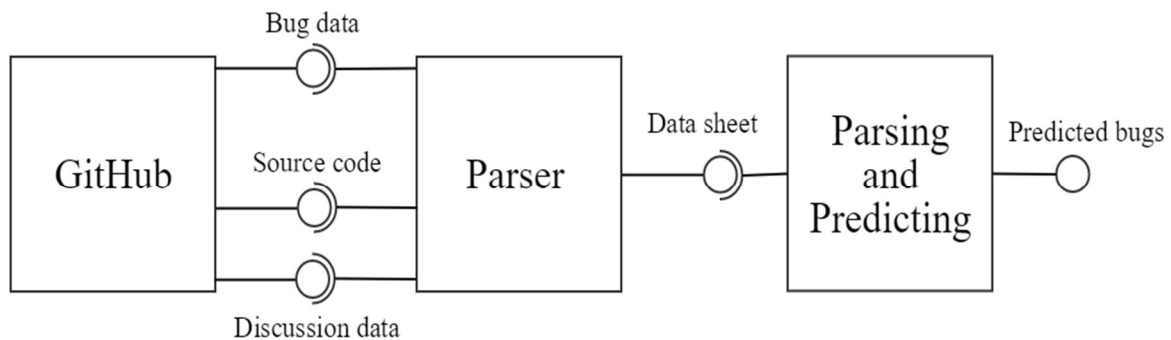 Bug data
GitHub
Source code
Discussion data
Parser
Data sheet
Parsing
and
Predicting
Predicted bugs